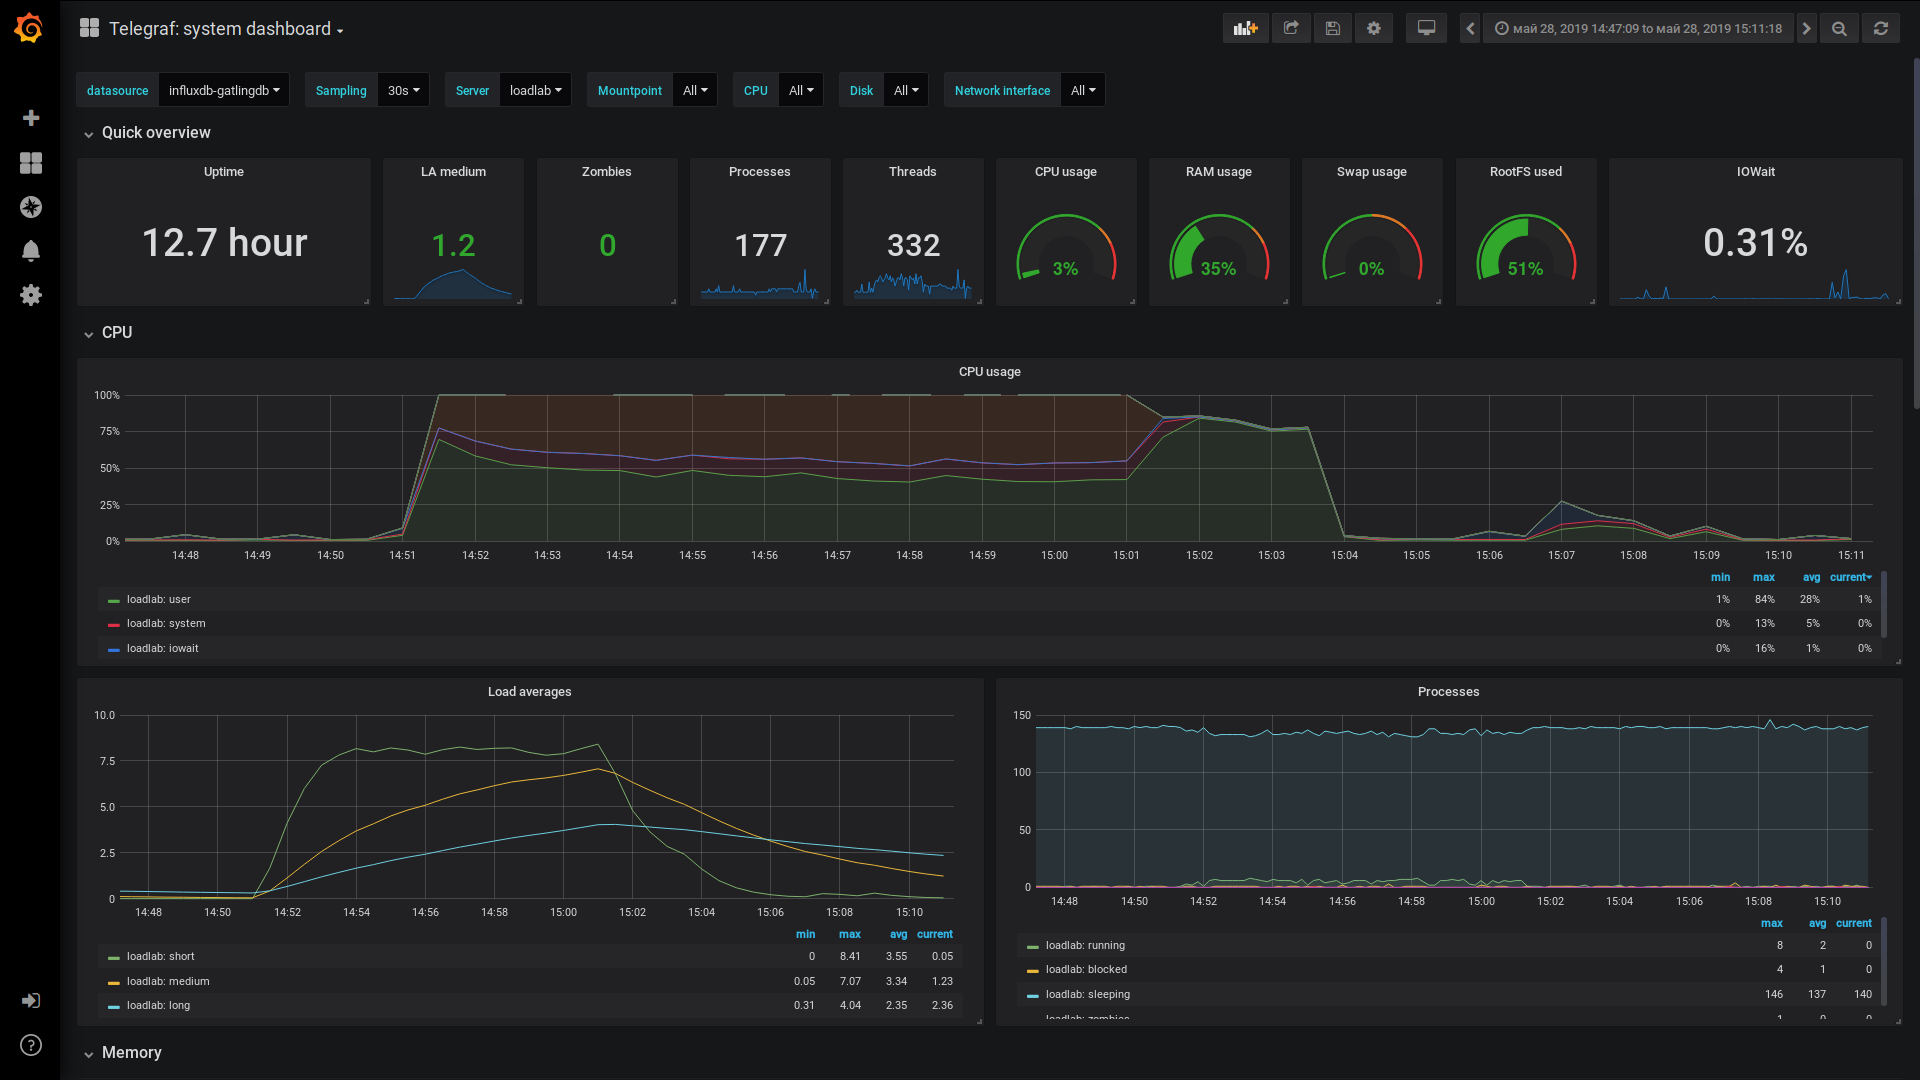 Telegraf: system dashboard
май 28, 2019 14:47:09 to май 28, 2019 15:11:18
datasource influxdb-gatlingdb Sampling 30s Server loadlab Mountpoint All CPU All Disk All Network interface All
Quick overview
Uptime
12.7 hour
LA medium
1.2
Zombies
0
Processes
177
Threads
332
CPU usage
3%
RAM usage
35%
Swap usage
0%
RootFS used
51%
IOWait
0.31%
CPU
CPU usage
100%
75%
50%
25%
0%
14:48 14:49 14:50 14:51 14:52 14:53 14:54 14:55 14:56 14:57 14:58 14:59 15:00 15:01 15:02 15:03 15:04 15:05 15:06 15:07 15:08 15:09 15:10 15:11
min max avg current
loadlab: user 1% 84% 28% 1%
loadlab: system 0% 13% 5% 0%
loadlab: iowait 0% 16% 1% 0%
Load averages
10.0
7.5
5.0
2.5
0
14:48 14:50 14:52 14:54 14:56 14:58 15:00 15:02 15:04 15:06 15:08 15:10
min max avg current
loadlab: short 0 8.41 3.55 0.05
loadlab: medium 0.05 7.07 3.34 1.23
loadlab: long 0.31 4.04 2.35 2.36
Processes
150
100
50
0
14:48 14:50 14:52 14:54 14:56 14:58 15:00 15:02 15:04 15:06 15:08 15:10
max avg current
loadlab: running 8 2 0
loadlab: blocked 4 1 0
loadlab: sleeping 146 137 140
loadlab: zombies 1 0 0
Memory